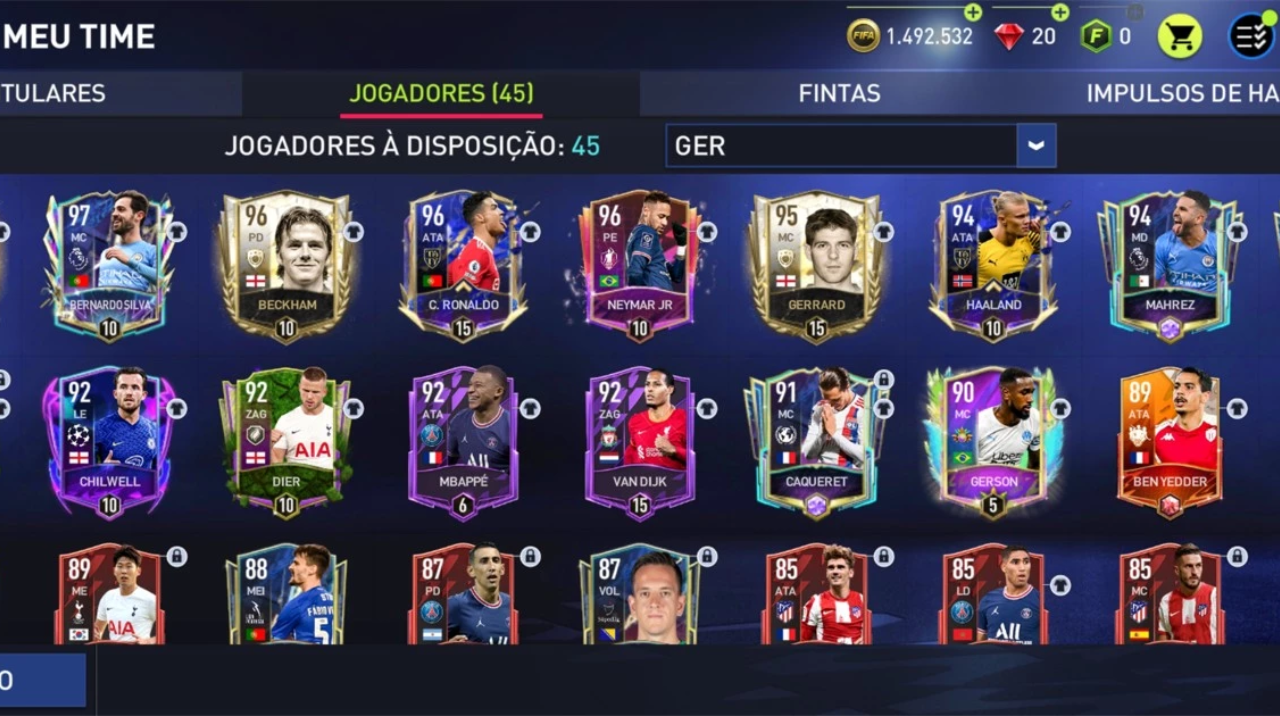 MEU TIME
FIFA 1.492.532 20 F 0
TULARES JOGADORES (45) FINTAS IMPULSOS DE HA
JOGADORES À DISPOSIÇÃO: 45 GER
97 MC BERNARDO SILVA 10
96 PD BECKHAM 10
96 ATA C. RONALDO 15
96 PE NEYMAR JR 10
95 MC GERRARD 15
94 ATA HAALAND 10
94 MD MAHREZ
92 LE CHILWELL 10
92 ZAG AIA DIER 10
92 ATA MBAPPÉ 6
92 ZAG VAN DIJK 15
91 MC CAQUERET
90 MC GERSON 5
89 ATA BEN YEDDER
89 ME AIA
88 MEI 5
87 PD
87 VOL
85 ATA
85 LD
85 MC
O